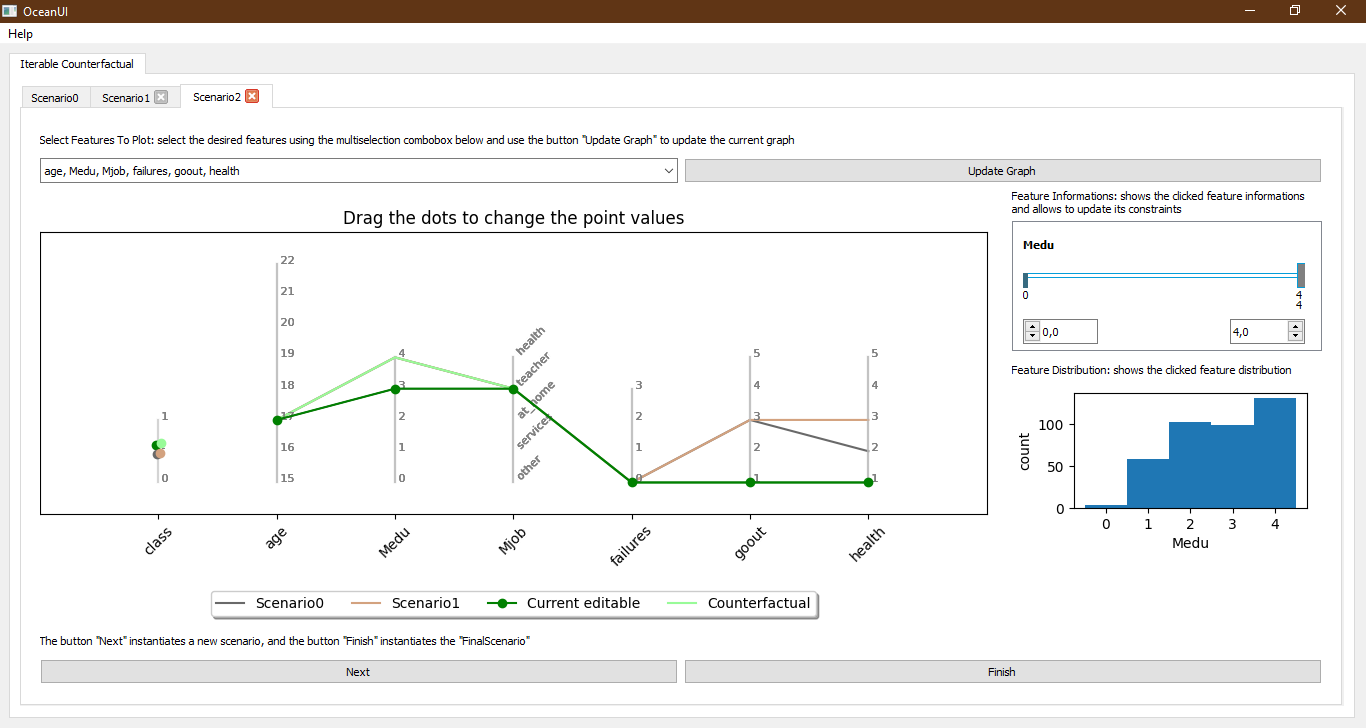 OceanUI
Help
Iterable Counterfactual
Scenario0 Scenario1 Scenario2
Select Features To Plot: select the desired features using the multiselection combobox below and use the button "Update Graph" to update the current graph
age, Medu, Mjob, failures, goout, health
Update Graph
Feature Informations: shows the clicked feature informations
and allows to update its constraints
Medu
0 4
4
0,0 4,0
Feature Distribution: shows the clicked feature distribution
100
50
0
count
0 1 2 3 4
Medu
Drag the dots to change the point values
1
0
22
21
20
19
18
17
16
15
4
3
2
1
0
health
teacher
at_home
services
other
3
2
1
0
5
4
3
2
1
5
4
3
2
1
class age Medu Mjob failures goout health
Scenario0 Scenario1 Current editable Counterfactual
The button "Next" instantiates a new scenario, and the button "Finish" instantiates the "FinalScenario"
Next Finish